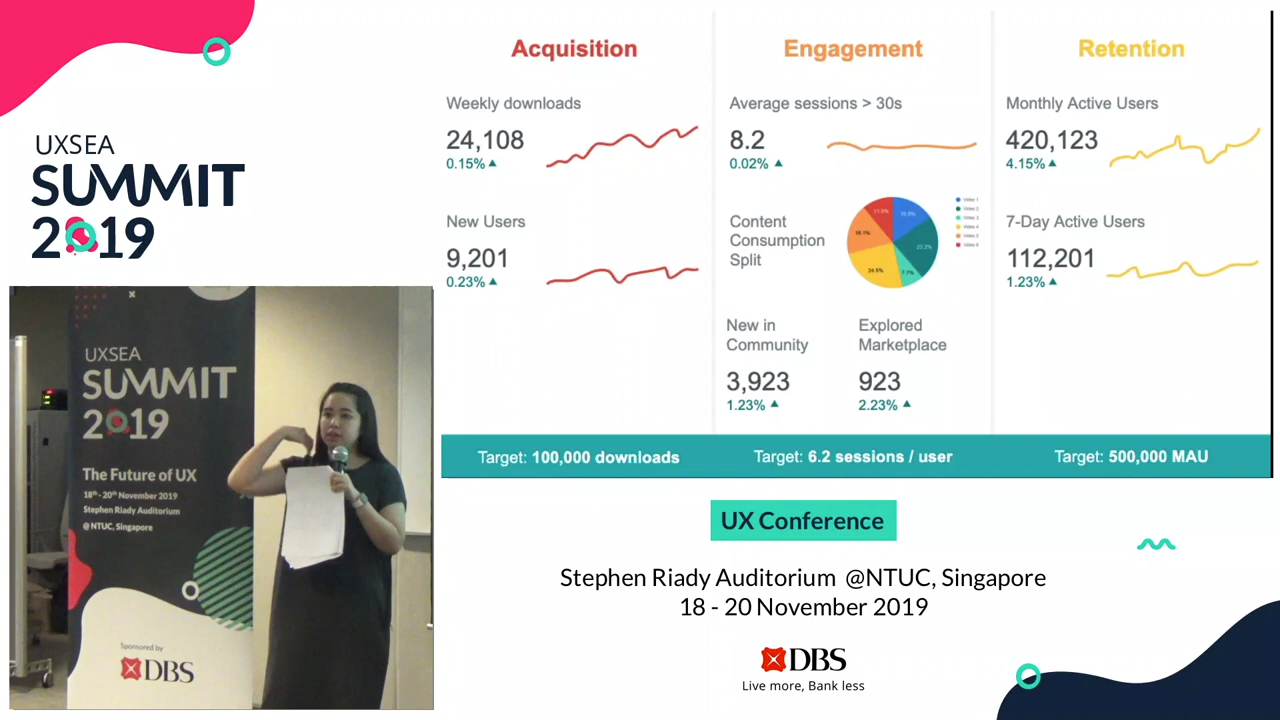 UXSEA
SUMMIT
2019
Acquisition
Weekly downloads
24,108
0.15%
New Users
9,201
0.23%
Engagement
Average sessions > 30s
8.2
0.02%
Content
Consumption
Split
24.5%
23.2%
New in
Community
3,923
1.23%
Explored
Marketplace
923
2.23%
Retention
Monthly Active Users
420,123
4.15%
7-Day Active Users
112,201
1.23%
Target: 100,000 downloads
Target: 6.2 sessions / user
Target: 500,000 MAU
UXSEA
SUMMIT
2019
The Future of UX
18th - 20th November 2019
Stephen Riady Auditorium
@ NTUC, Singapore
Sponsored by
DBS
UX Conference
Stephen Riady Auditorium @NTUC, Singapore
18 - 20 November 2019
DBS
Live more, Bank less